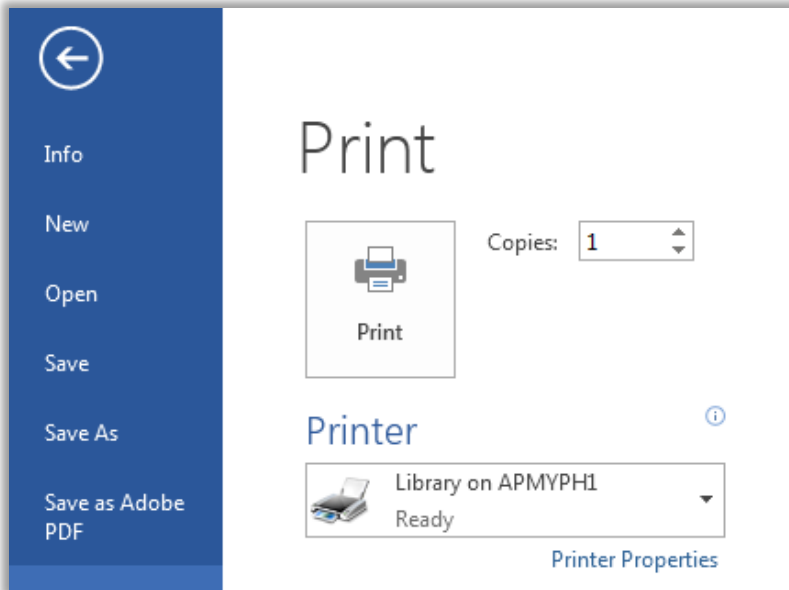 Info
New
Open
Save
Save As
Save as Adobe
PDF
Print
Print
Copies: 1
Printer
Library on APMYPH1
Ready
Printer Properties